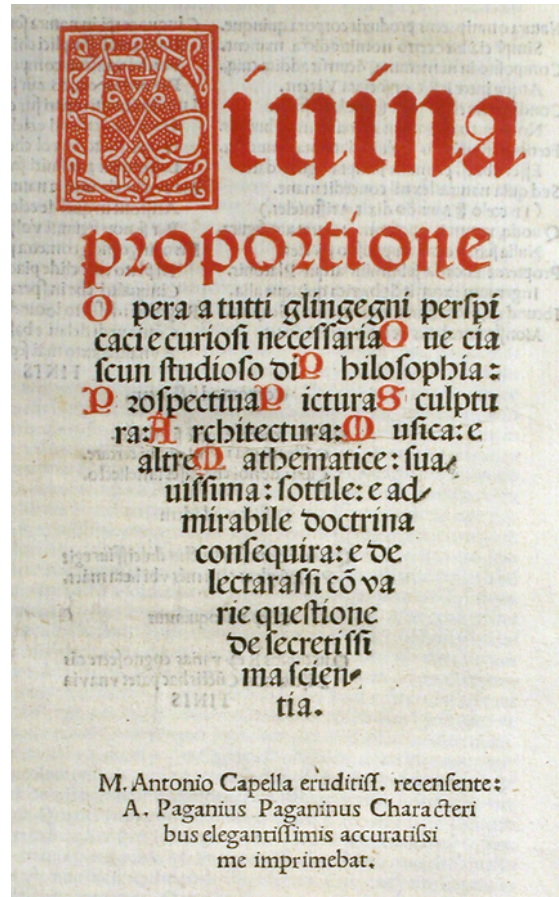 Diuina
proportione
Opera a tutti glingegni perspi
caci e curiosi necessaria Oue cia
scun studioso di Philosophia:
Prospectiua Pictura Sculptu
ra: Architectura: Musica: e
altre Mathematice: sua
uissima: sottile: e ad
mirabile doctrina
consequira: e de
lectarassi cõ va
rie questione
de secretissi
ma scien-
tia.
M. Antonio Capella eruditiss. recensente:
A. Paganius Paganinus Characteri
bus elegantissimis accuratissi
me imprimebat.